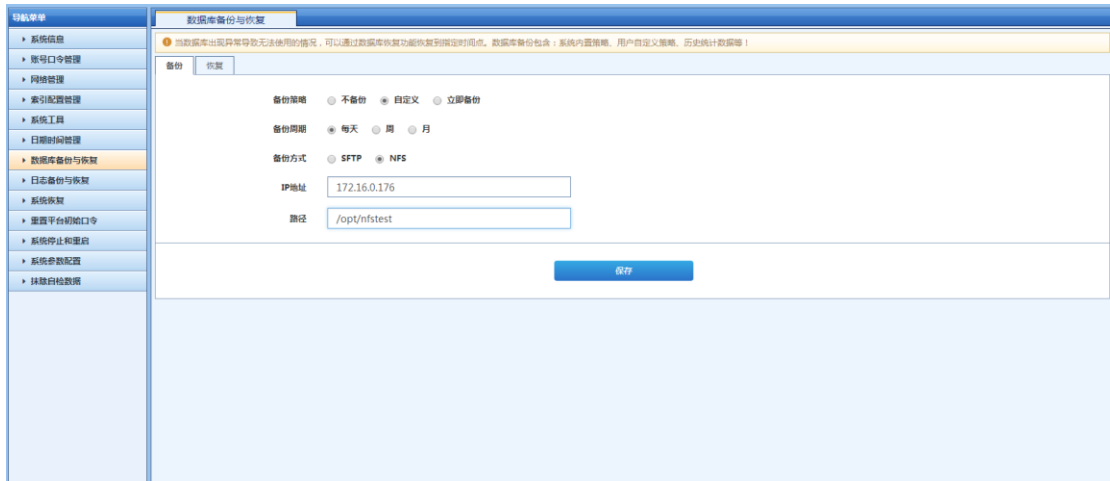 导航菜单
系统信息
账号口令管理
网络管理
索引配置管理
系统工具
日期时间管理
数据库备份与恢复
日志备份与恢复
系统恢复
重置平台初始口令
系统停止和重启
系统参数配置
抹除自检数据
数据库备份与恢复
当数据库出现异常导致无法使用的情况，可以通过数据库恢复功能恢复到指定时间点。数据库备份包含：系统内置策略、用户自定义策略、历史统计数据等！
备份 恢复
备份策略 不备份 自定义 立即备份
备份周期 每天 周 月
备份方式 SFTP NFS
IP地址 172.16.0.176
路径 /opt/nfstest
保存